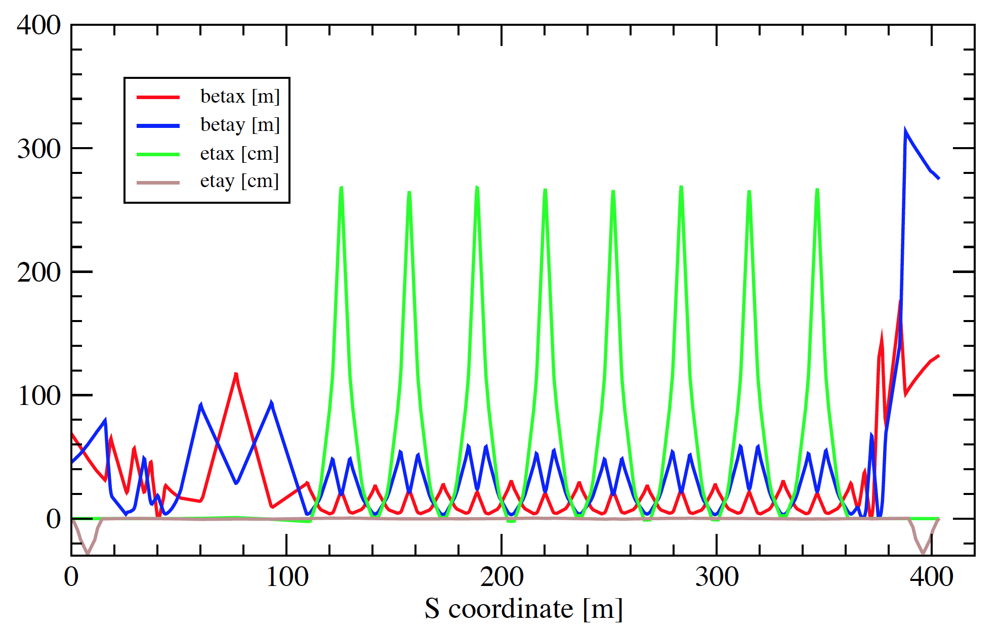 400
300
200
100
0
betax [m]
betay [m]
etax [cm]
etay [cm]
0 100 200 300 400
S coordinate [m]